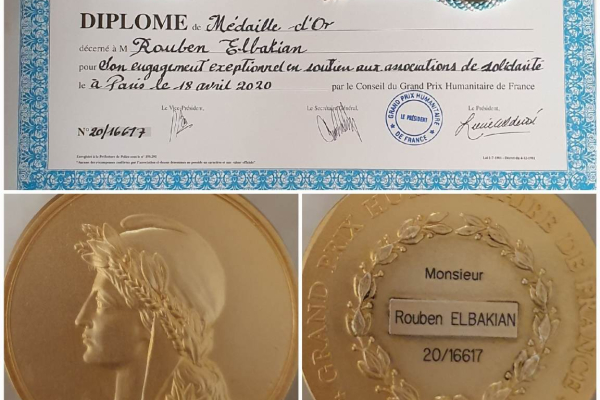 DIPLOME de Médaille d'Or
décerné à M Rouben Elbakian
pour Son engagement exeptionnel en soutien aux associations de solidarité
le à Paris le 18 avril 2020 par le Conseil du Grand Prix Humanitaire de France
Le Vice-Président, Le Secrétaire Général, Le Président,
GRAND PRIX HUMANITAIRE
LE PRÉSIDENT
DE FRANCE
N° 20/16617
GRAND PRIX HUMANITAIRE DE FRANCE
Monsieur
Rouben ELBAKIAN
20/16617